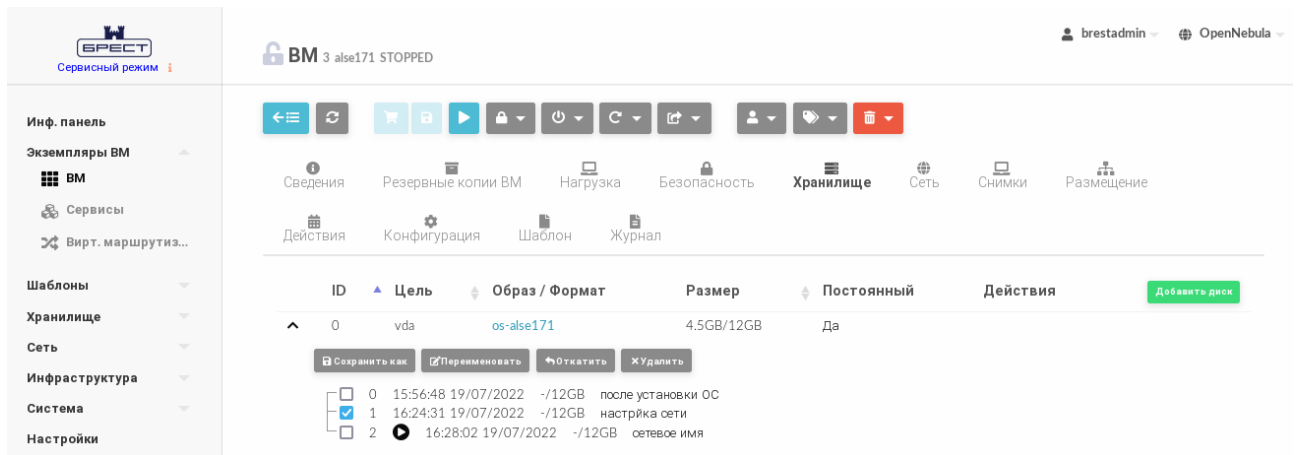 БРЕСТ
Сервисный режим
ВМ 3 alse171 STOPPED
brestadmin OpenNebula
Инф. панель
Экземпляры ВМ
ВМ
Сервисы
Вирт. маршрутиз...
Шаблоны
Хранилище
Сеть
Инфраструктура
Система
Настройки
Сведения Резервные копии ВМ Нагрузка Безопасность Хранилище Сеть Снимки Размещение
Действия Конфигурация Шаблон Журнал
ID Цель Образ / Формат Размер Постоянный Действия Добавить диск
0 vda os-alse171 4.5GB/12GB Да
Сохранить как Переименовать Откатить Удалить
0 15:56:48 19/07/2022 -/12GB после установки ОС
1 16:24:31 19/07/2022 -/12GB настрйка сети
2 16:28:02 19/07/2022 -/12GB сетевое имя